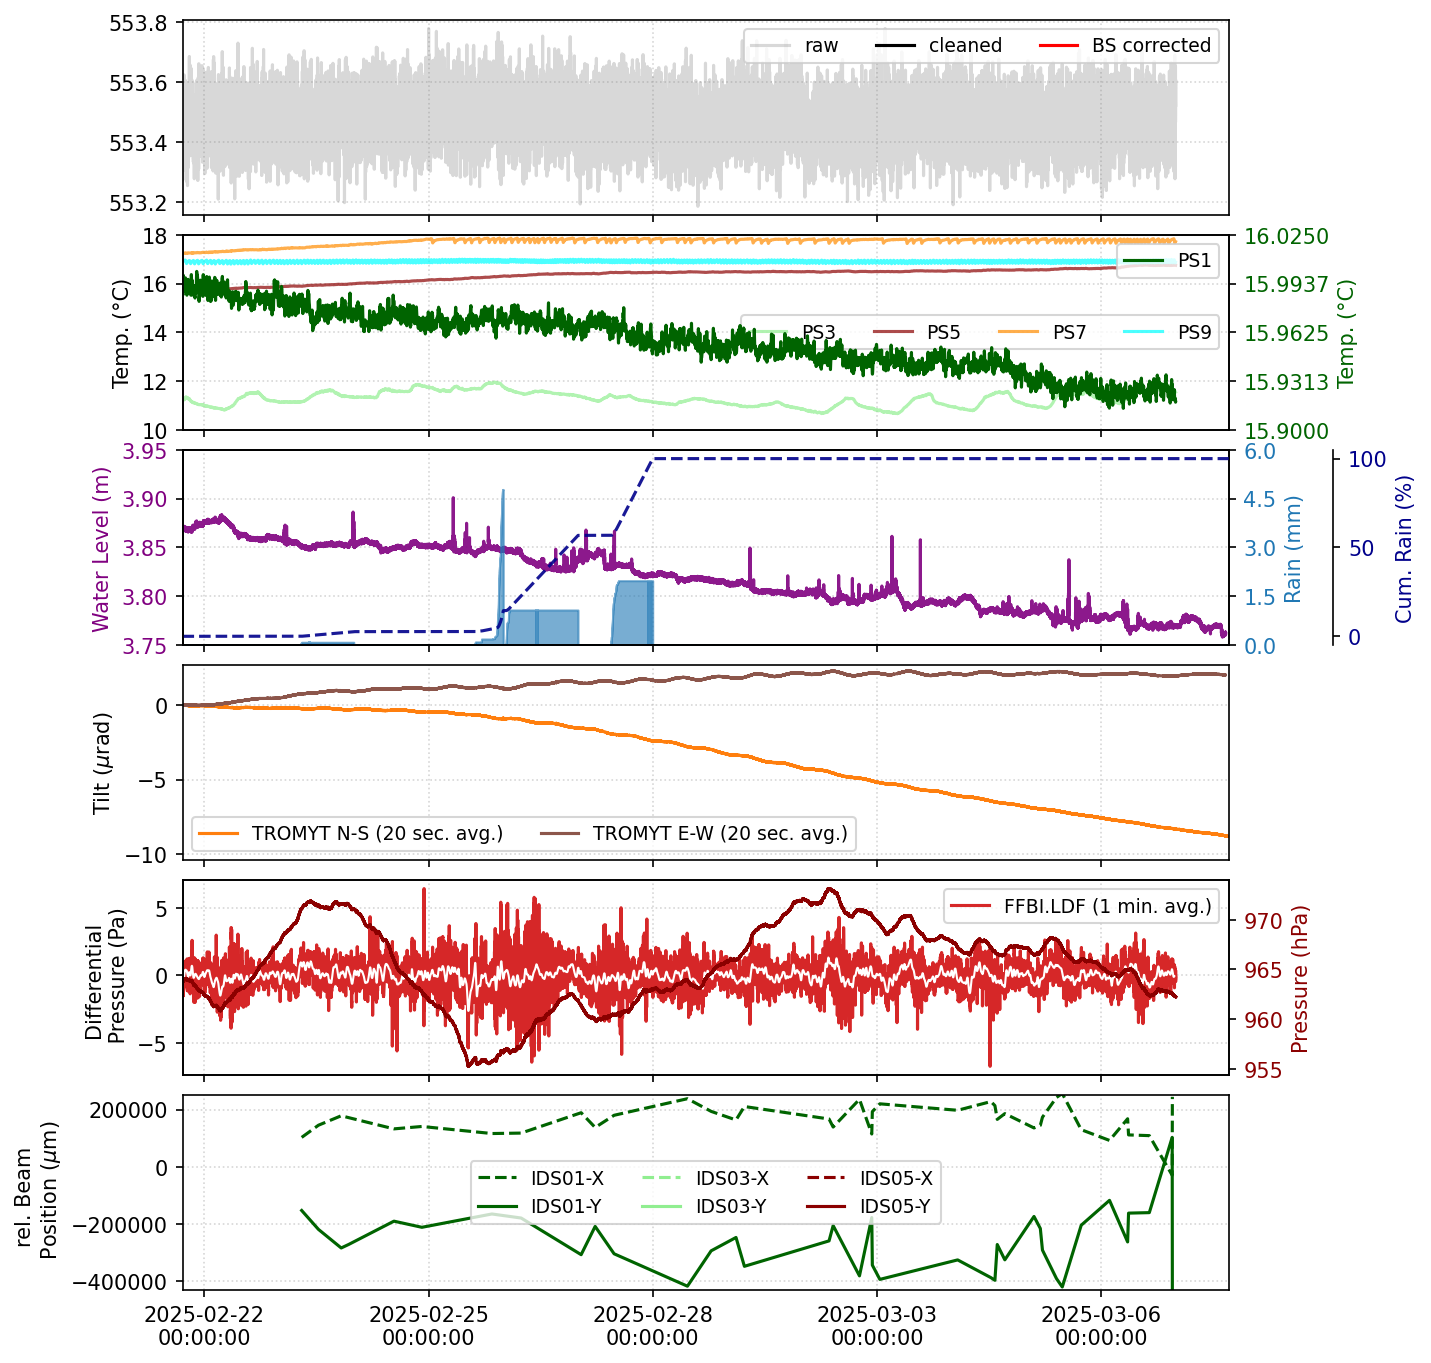 553.8
553.6
553.4
553.2
raw cleaned BS corrected
18
16
14
12
10
Temp. (°C)
16.0250
15.9937
15.9625
15.9313
15.9000
Temp. (°C)
PS1
PS3 PS5 PS7 PS9
3.95
3.90
3.85
3.80
3.75
Water Level (m)
6.0
4.5
3.0
1.5
0.0
Rain (mm)
100
50
0
Cum. Rain (%)
0
−5
−10
Tilt (μrad)
TROMYT N-S (20 sec. avg.) TROMYT E-W (20 sec. avg.)
5
0
−5
Differential
Pressure (Pa)
FFBI.LDF (1 min. avg.)
970
965
960
955
Pressure (hPa)
200000
0
−200000
−400000
rel. Beam
Position (μm)
IDS01-X IDS03-X IDS05-X
IDS01-Y IDS03-Y IDS05-Y
2025-02-22 2025-02-25 2025-02-28 2025-03-03 2025-03-06
00:00:00 00:00:00 00:00:00 00:00:00 00:00:00